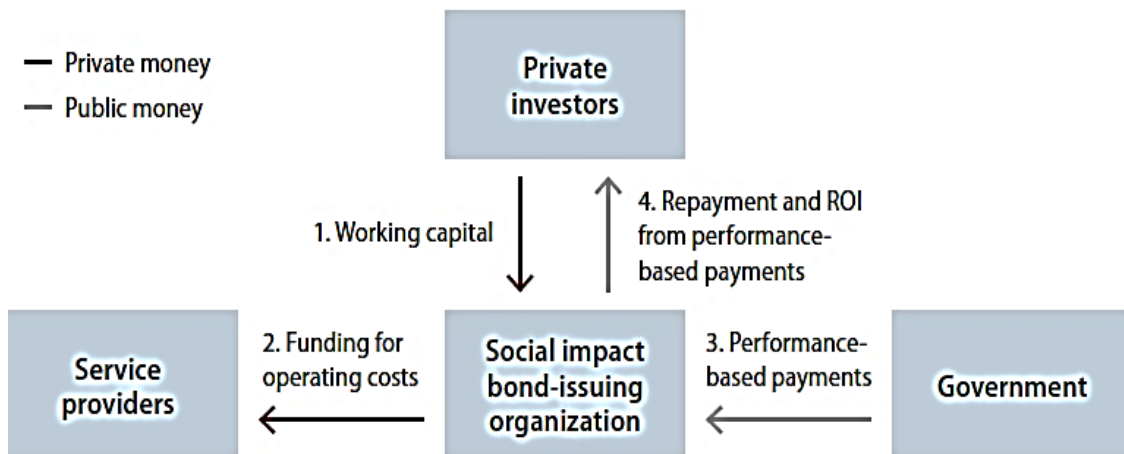 Private money
Public money
Private
investors
1. Working capital
4. Repayment and ROI
from performance-
based payments
Service
providers
2. Funding for
operating costs
Social impact
bond-issuing
organization
3. Performance-
based payments
Government